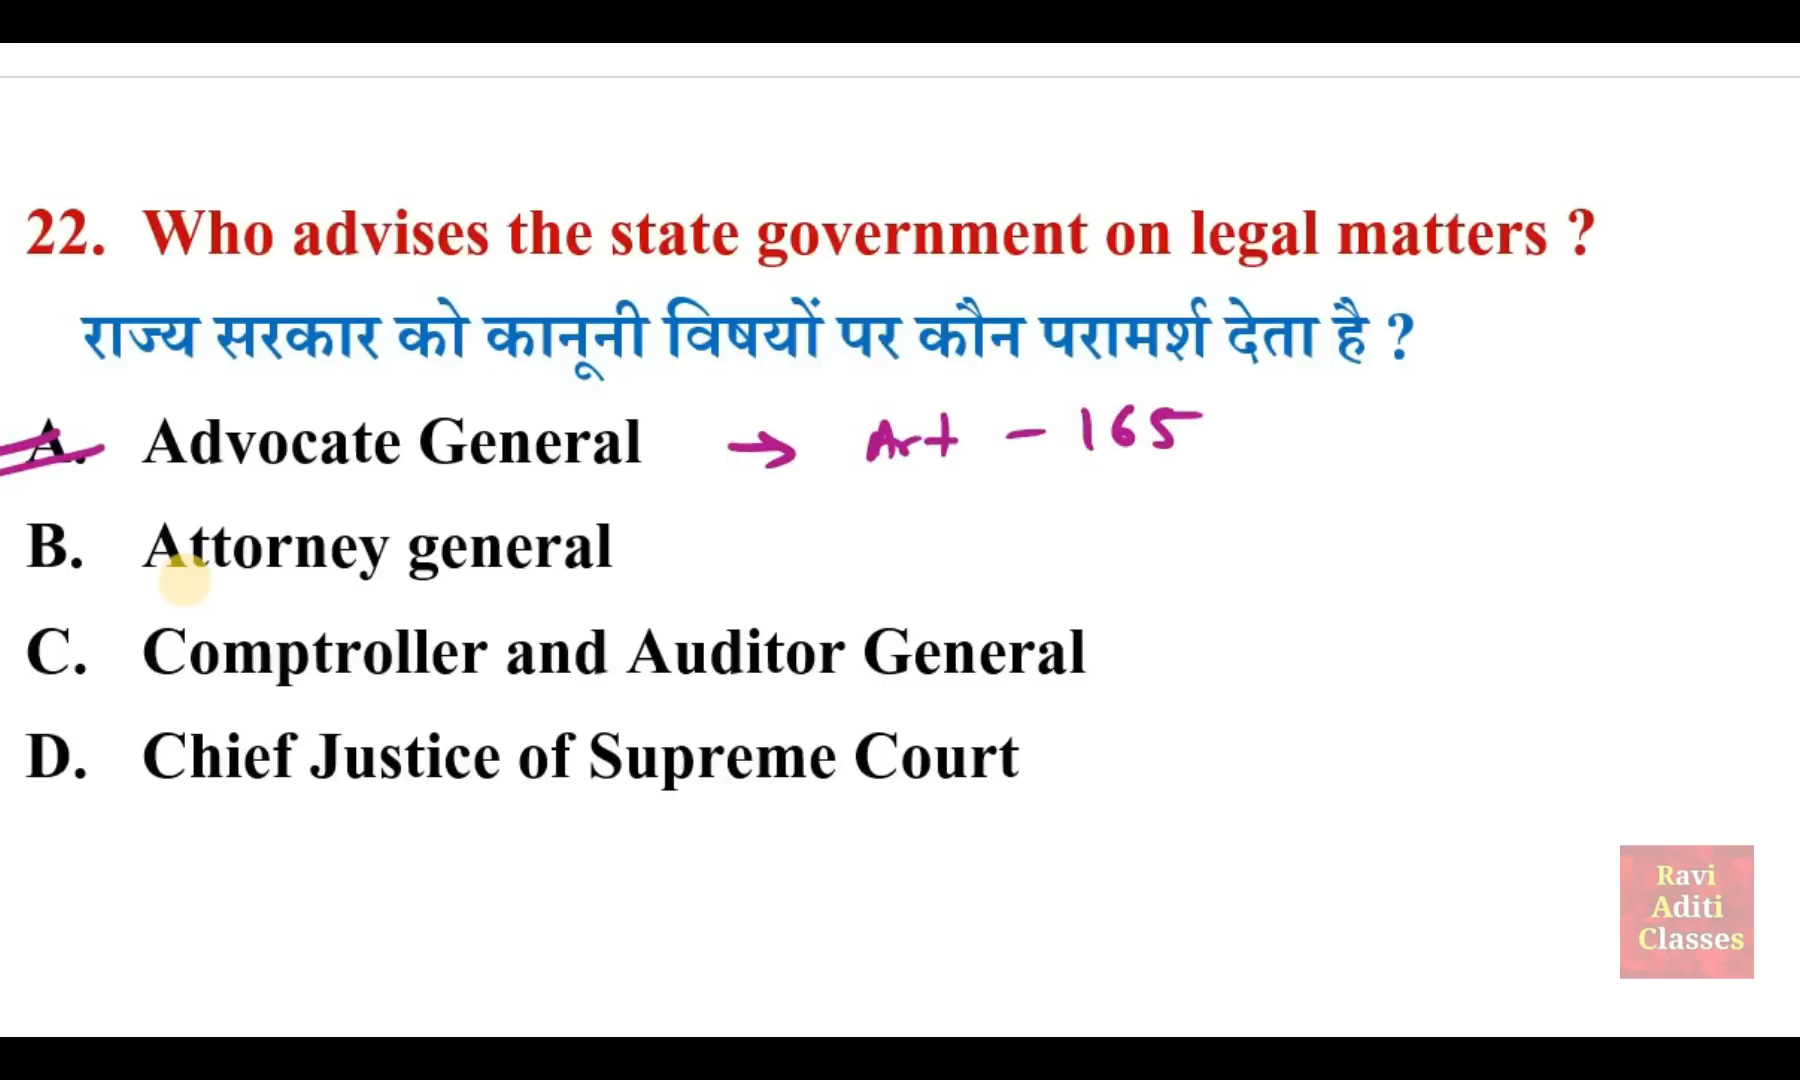 22. Who advises the state government on legal matters ?
राज्य सरकार को कानूनी विषयों पर कौन परामर्श देता है ?
A. Advocate General → Art - 165
B. Attorney general
C. Comptroller and Auditor General
D. Chief Justice of Supreme Court
Ravi
Aditi
Classes